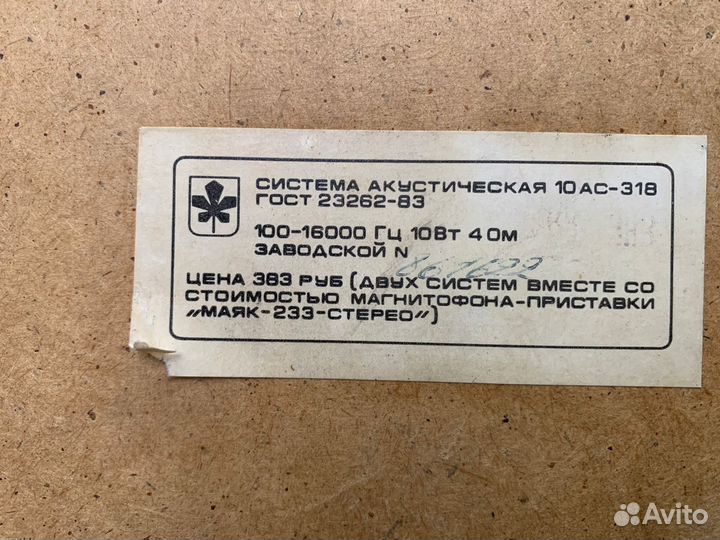 СИСТЕМА АКУСТИЧЕСКАЯ 10АС-318
ГОСТ 23262-83
100-16000 Гц 10Вт 4 Ом
ЗАВОДСКОЙ N
ЦЕНА 383 РУБ (ДВУХ СИСТЕМ ВМЕСТЕ СО
СТОИМОСТЬЮ МАГНИТОФОНА-ПРИСТАВКИ
„МАЯК-233-СТЕРЕО")
Avito